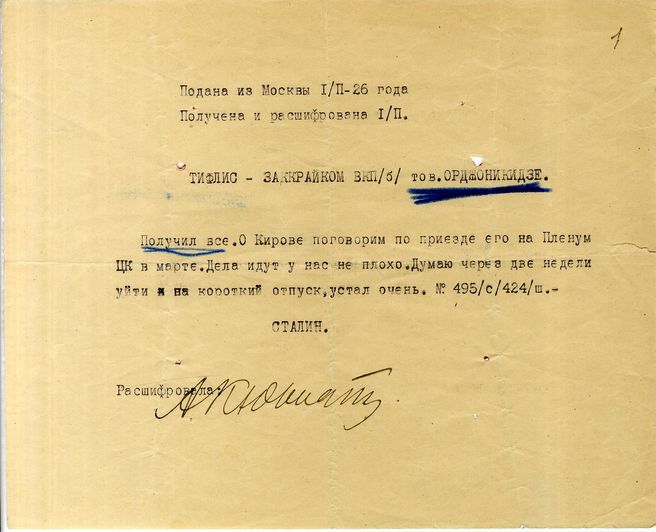 1
Подана из Москвы I/П-26 года
Получена и расшифрована I/П.
ТИФЛИС - ЗАККРАЙКОМ ВКП/б/ тов.ОРДЖОНИКИДЗЕ.
Получил все.О Кирове поговорим по приезде его на Пленум
ЦК в марте.Дела идут у нас не плохо.Думаю через две недели
уйти на короткий отпуск,устал очень. № 495/с/424/ш.-
СТАЛИН.
Расшифровала: